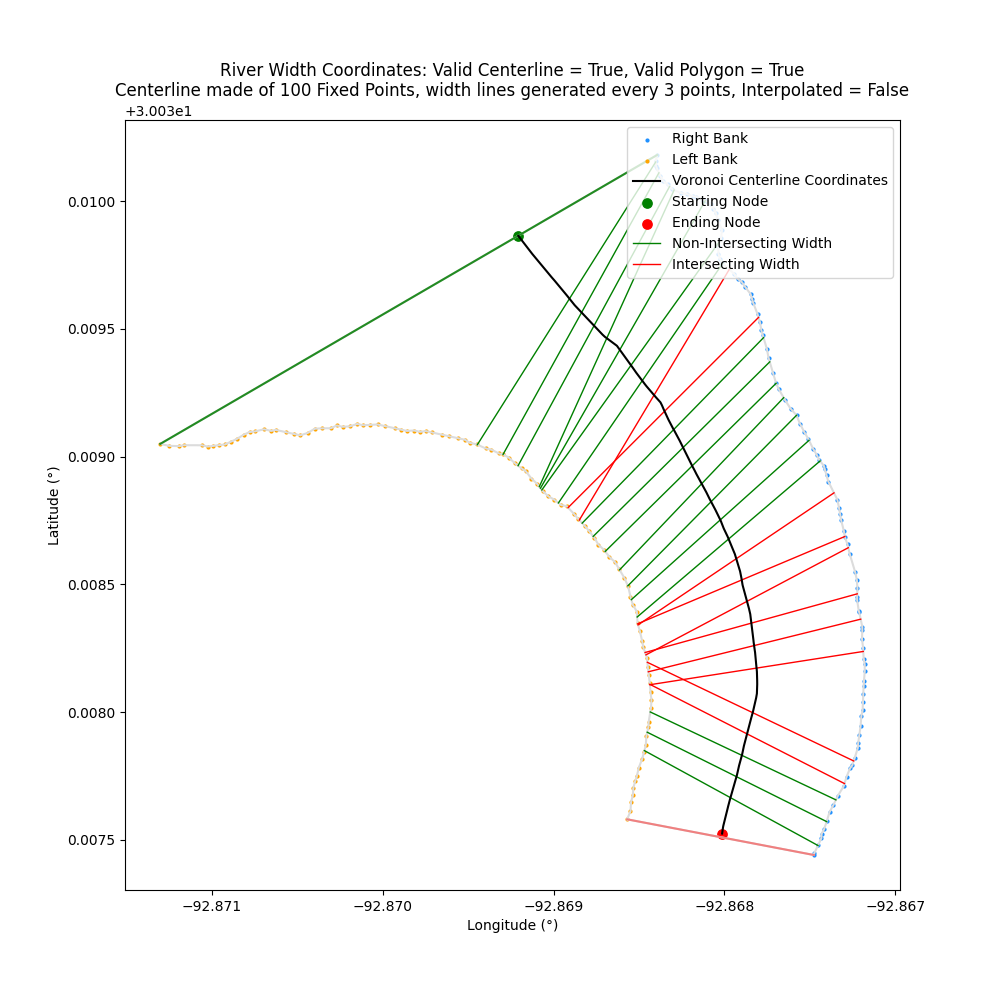 River Width Coordinates: Valid Centerline = True, Valid Polygon = True
Centerline made of 100 Fixed Points, width lines generated every 3 points, Interpolated = False
+3.003e1
Right Bank
Left Bank
Voronoi Centerline Coordinates
Starting Node
Ending Node
Non-Intersecting Width
Intersecting Width
0.0100
0.0095
0.0090
0.0085
0.0080
0.0075
Latitude (°)
−92.871
−92.870
−92.869
−92.868
−92.867
Longitude (°)